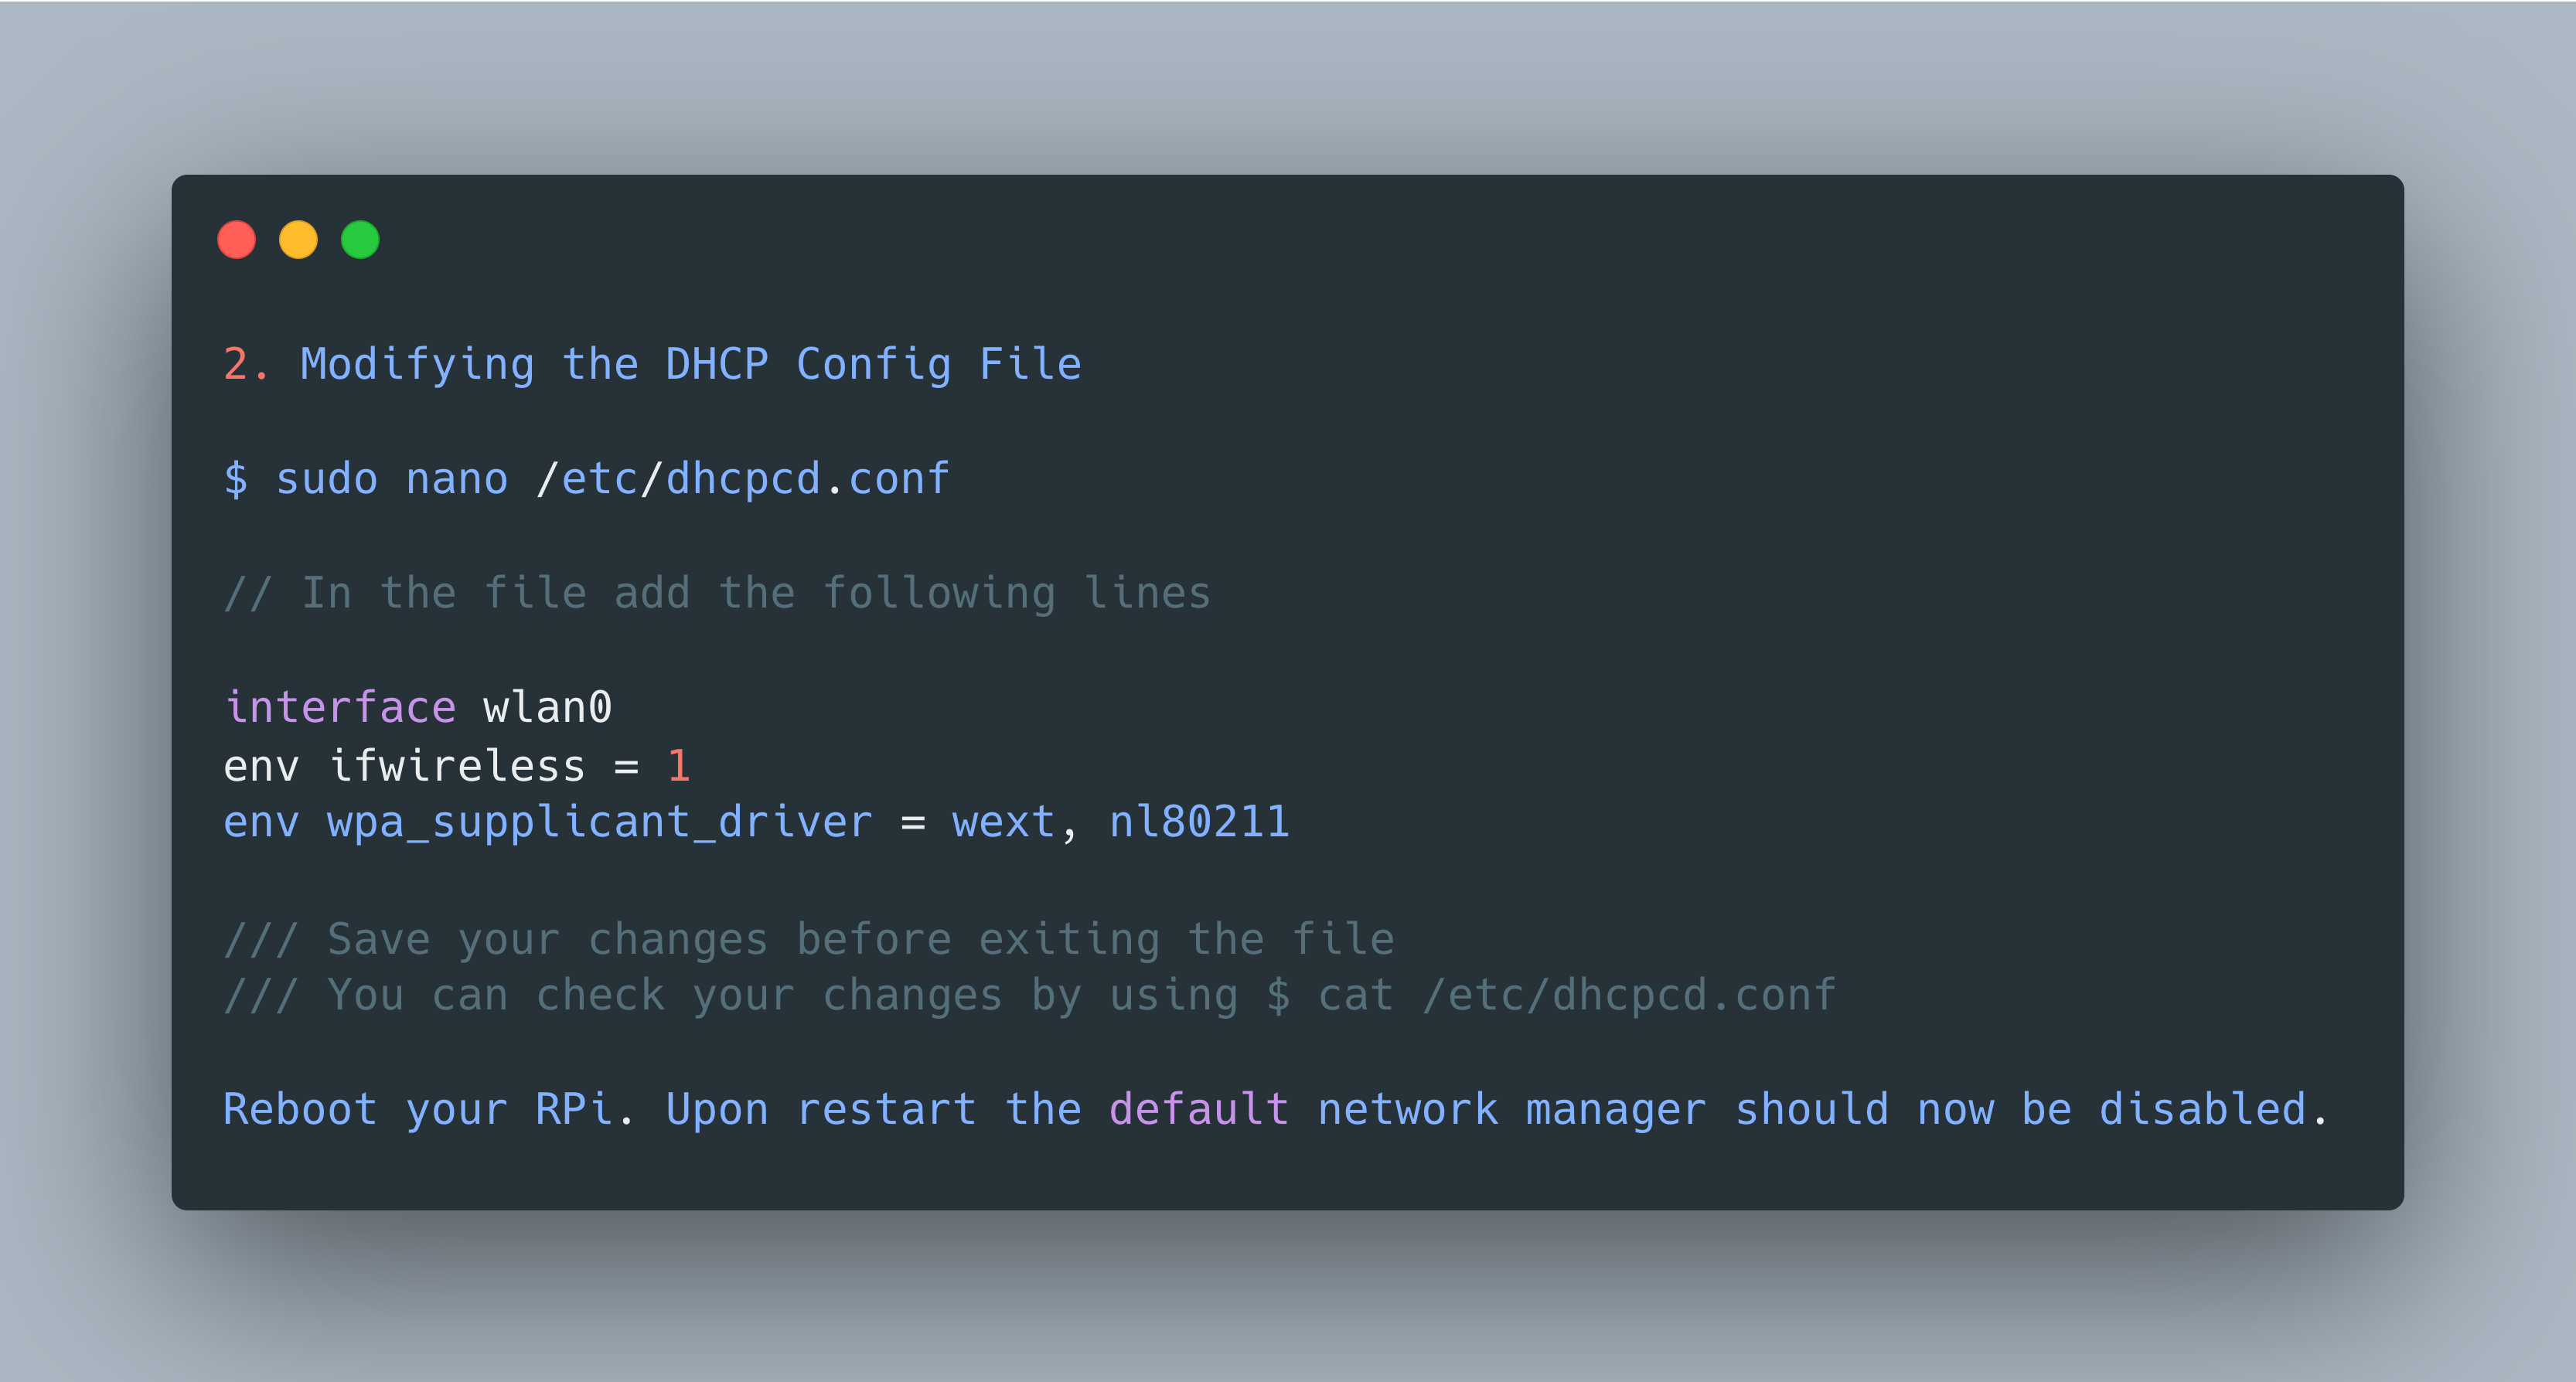 2. Modifying the DHCP Config File
$ sudo nano /etc/dhcpcd.conf
// In the file add the following lines
interface wlan0
env ifwireless = 1
env wpa_supplicant_driver = wext, nl80211
/// Save your changes before exiting the file
/// You can check your changes by using $ cat /etc/dhcpcd.conf
Reboot your RPi. Upon restart the default network manager should now be disabled.